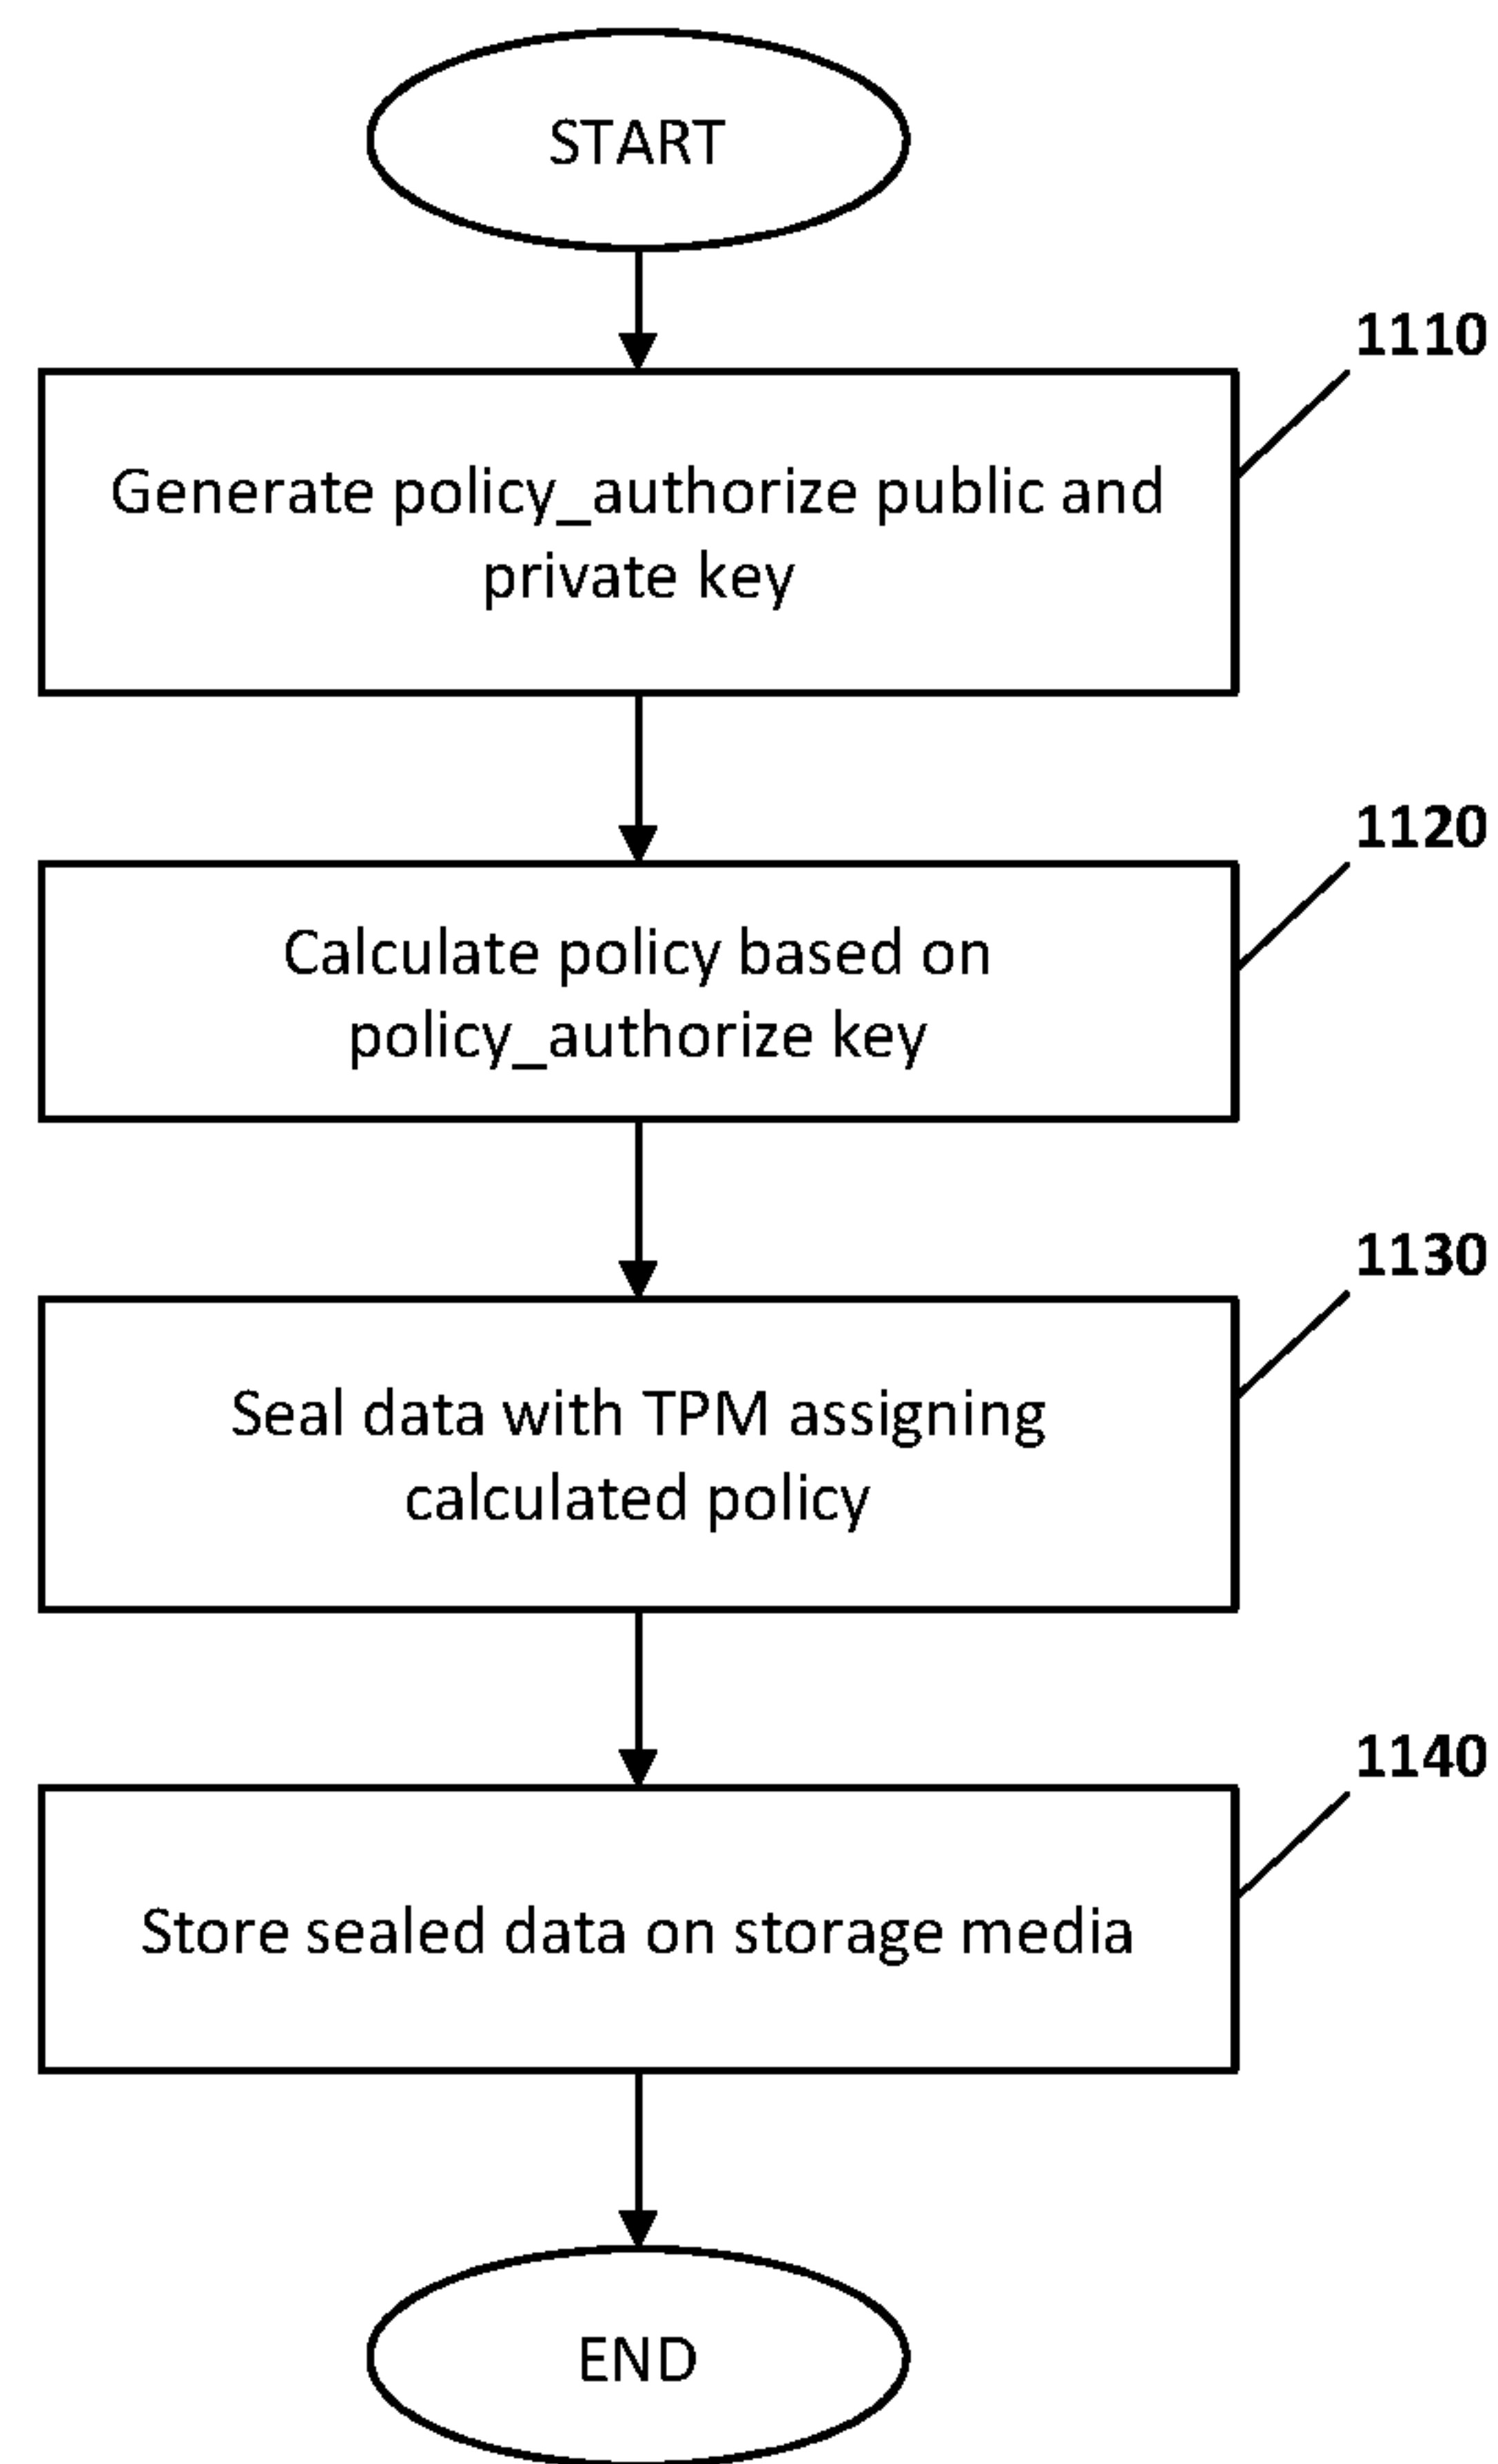 START
1110
Generate policy_authorize public and
private key
1120
Calculate policy based on
policy_authorize key
1130
Seal data with TPM assigning
calculated policy
1140
Store sealed data on storage media
END